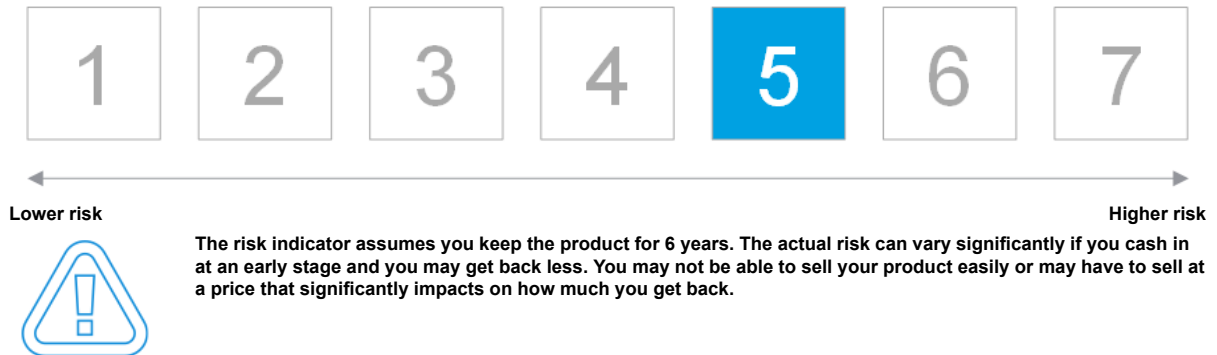 1 2 3 4 5 6 7
Lower risk Higher risk
The risk indicator assumes you keep the product for 6 years. The actual risk can vary significantly if you cash in
at an early stage and you may get back less. You may not be able to sell your product easily or may have to sell at
a price that significantly impacts on how much you get back.